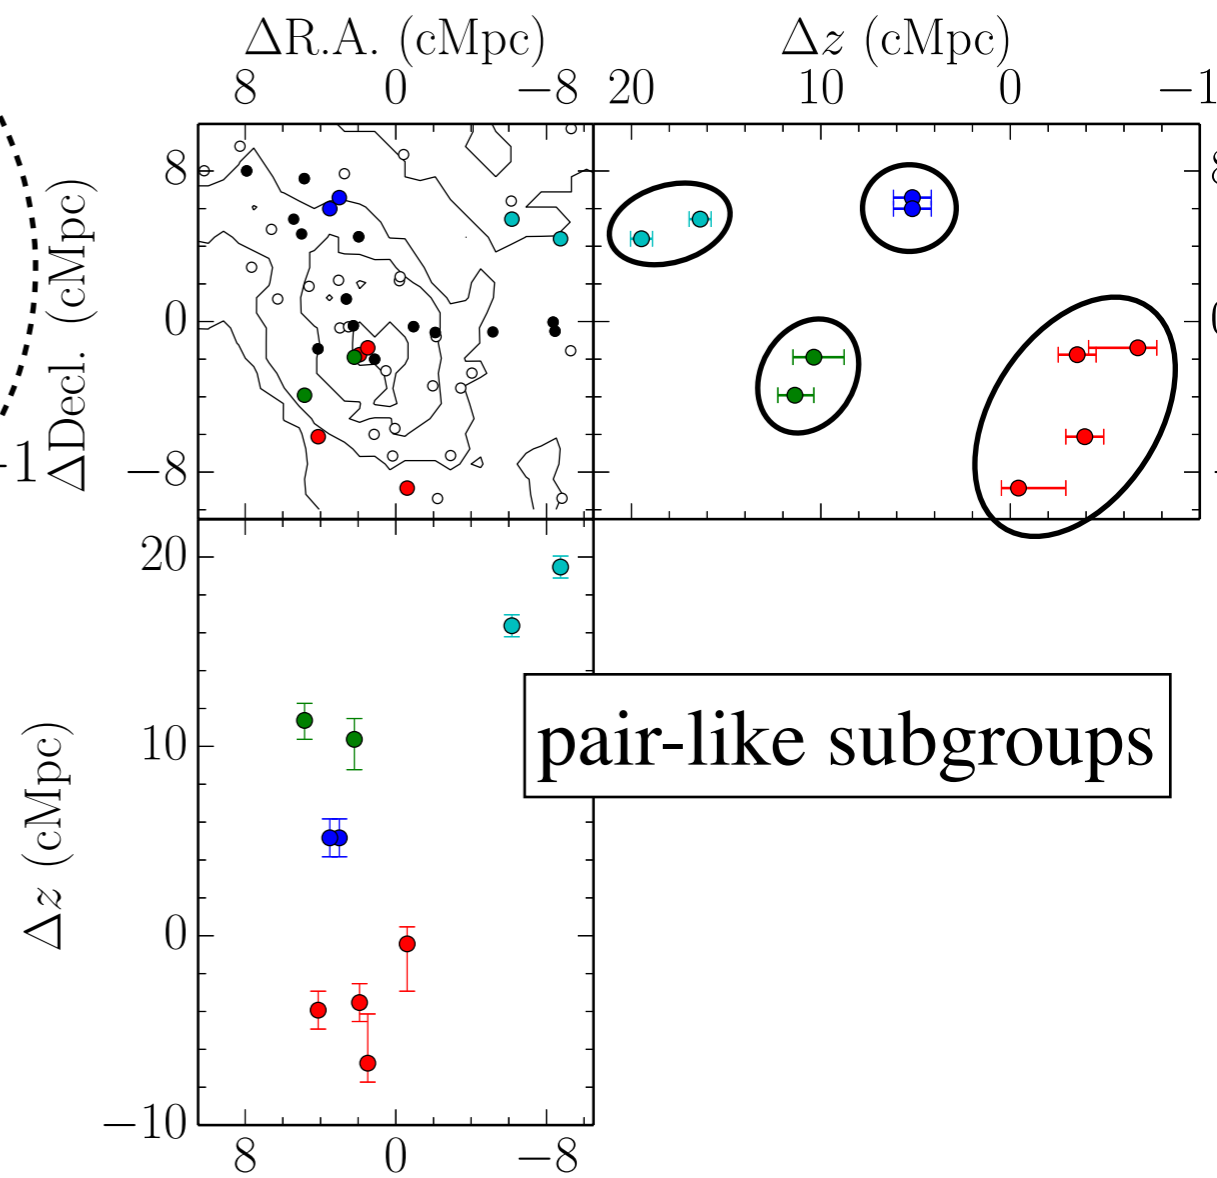 ΔR.A. (cMpc)
Δz (cMpc)
8 0 −8
20 10 0 −1
ΔDecl. (cMpc)
8
0
−8
−1
20
10
0
−10
Δz (cMpc)
pair-like subgroups
8 0 −8